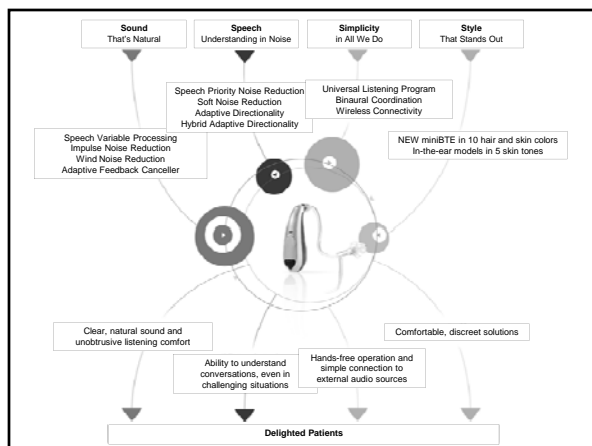 Sound
That's Natural
Speech
Understanding in Noise
Simplicity
in All We Do
Style
That Stands Out
Speech Priority Noise Reduction
Soft Noise Reduction
Adaptive Directionality
Hybrid Adaptive Directionality
Universal Listening Program
Binaural Coordination
Wireless Connectivity
Speech Variable Processing
Impulse Noise Reduction
Wind Noise Reduction
Adaptive Feedback Canceller
NEW miniBTE in 10 hair and skin colors
In-the-ear models in 5 skin tones
Clear, natural sound and
unobtrusive listening comfort
Ability to understand
conversations, even in
challenging situations
Hands-free operation and
simple connection to
external audio sources
Comfortable, discreet solutions
Delighted Patients